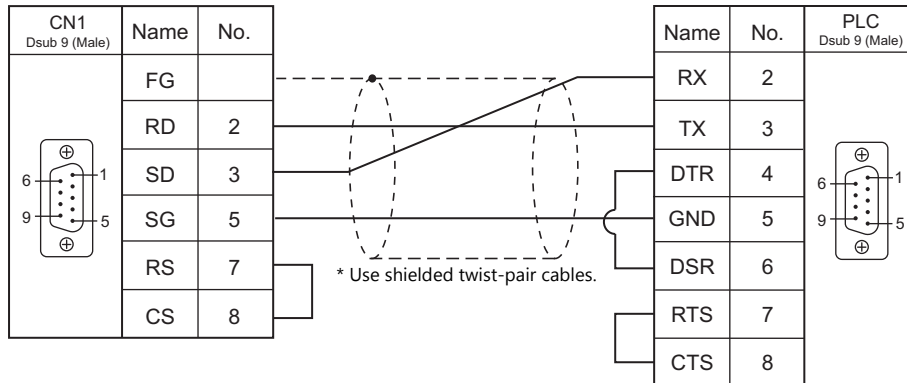 CN1
Dsub 9 (Male)
Name
No.
FG
RD
2
SD
3
SG
5
RS
7
CS
8
6
1
9
5
* Use shielded twist-pair cables.
Name
No.
PLC
Dsub 9 (Male)
RX
2
TX
3
DTR
4
GND
5
DSR
6
RTS
7
CTS
8
6
1
9
5